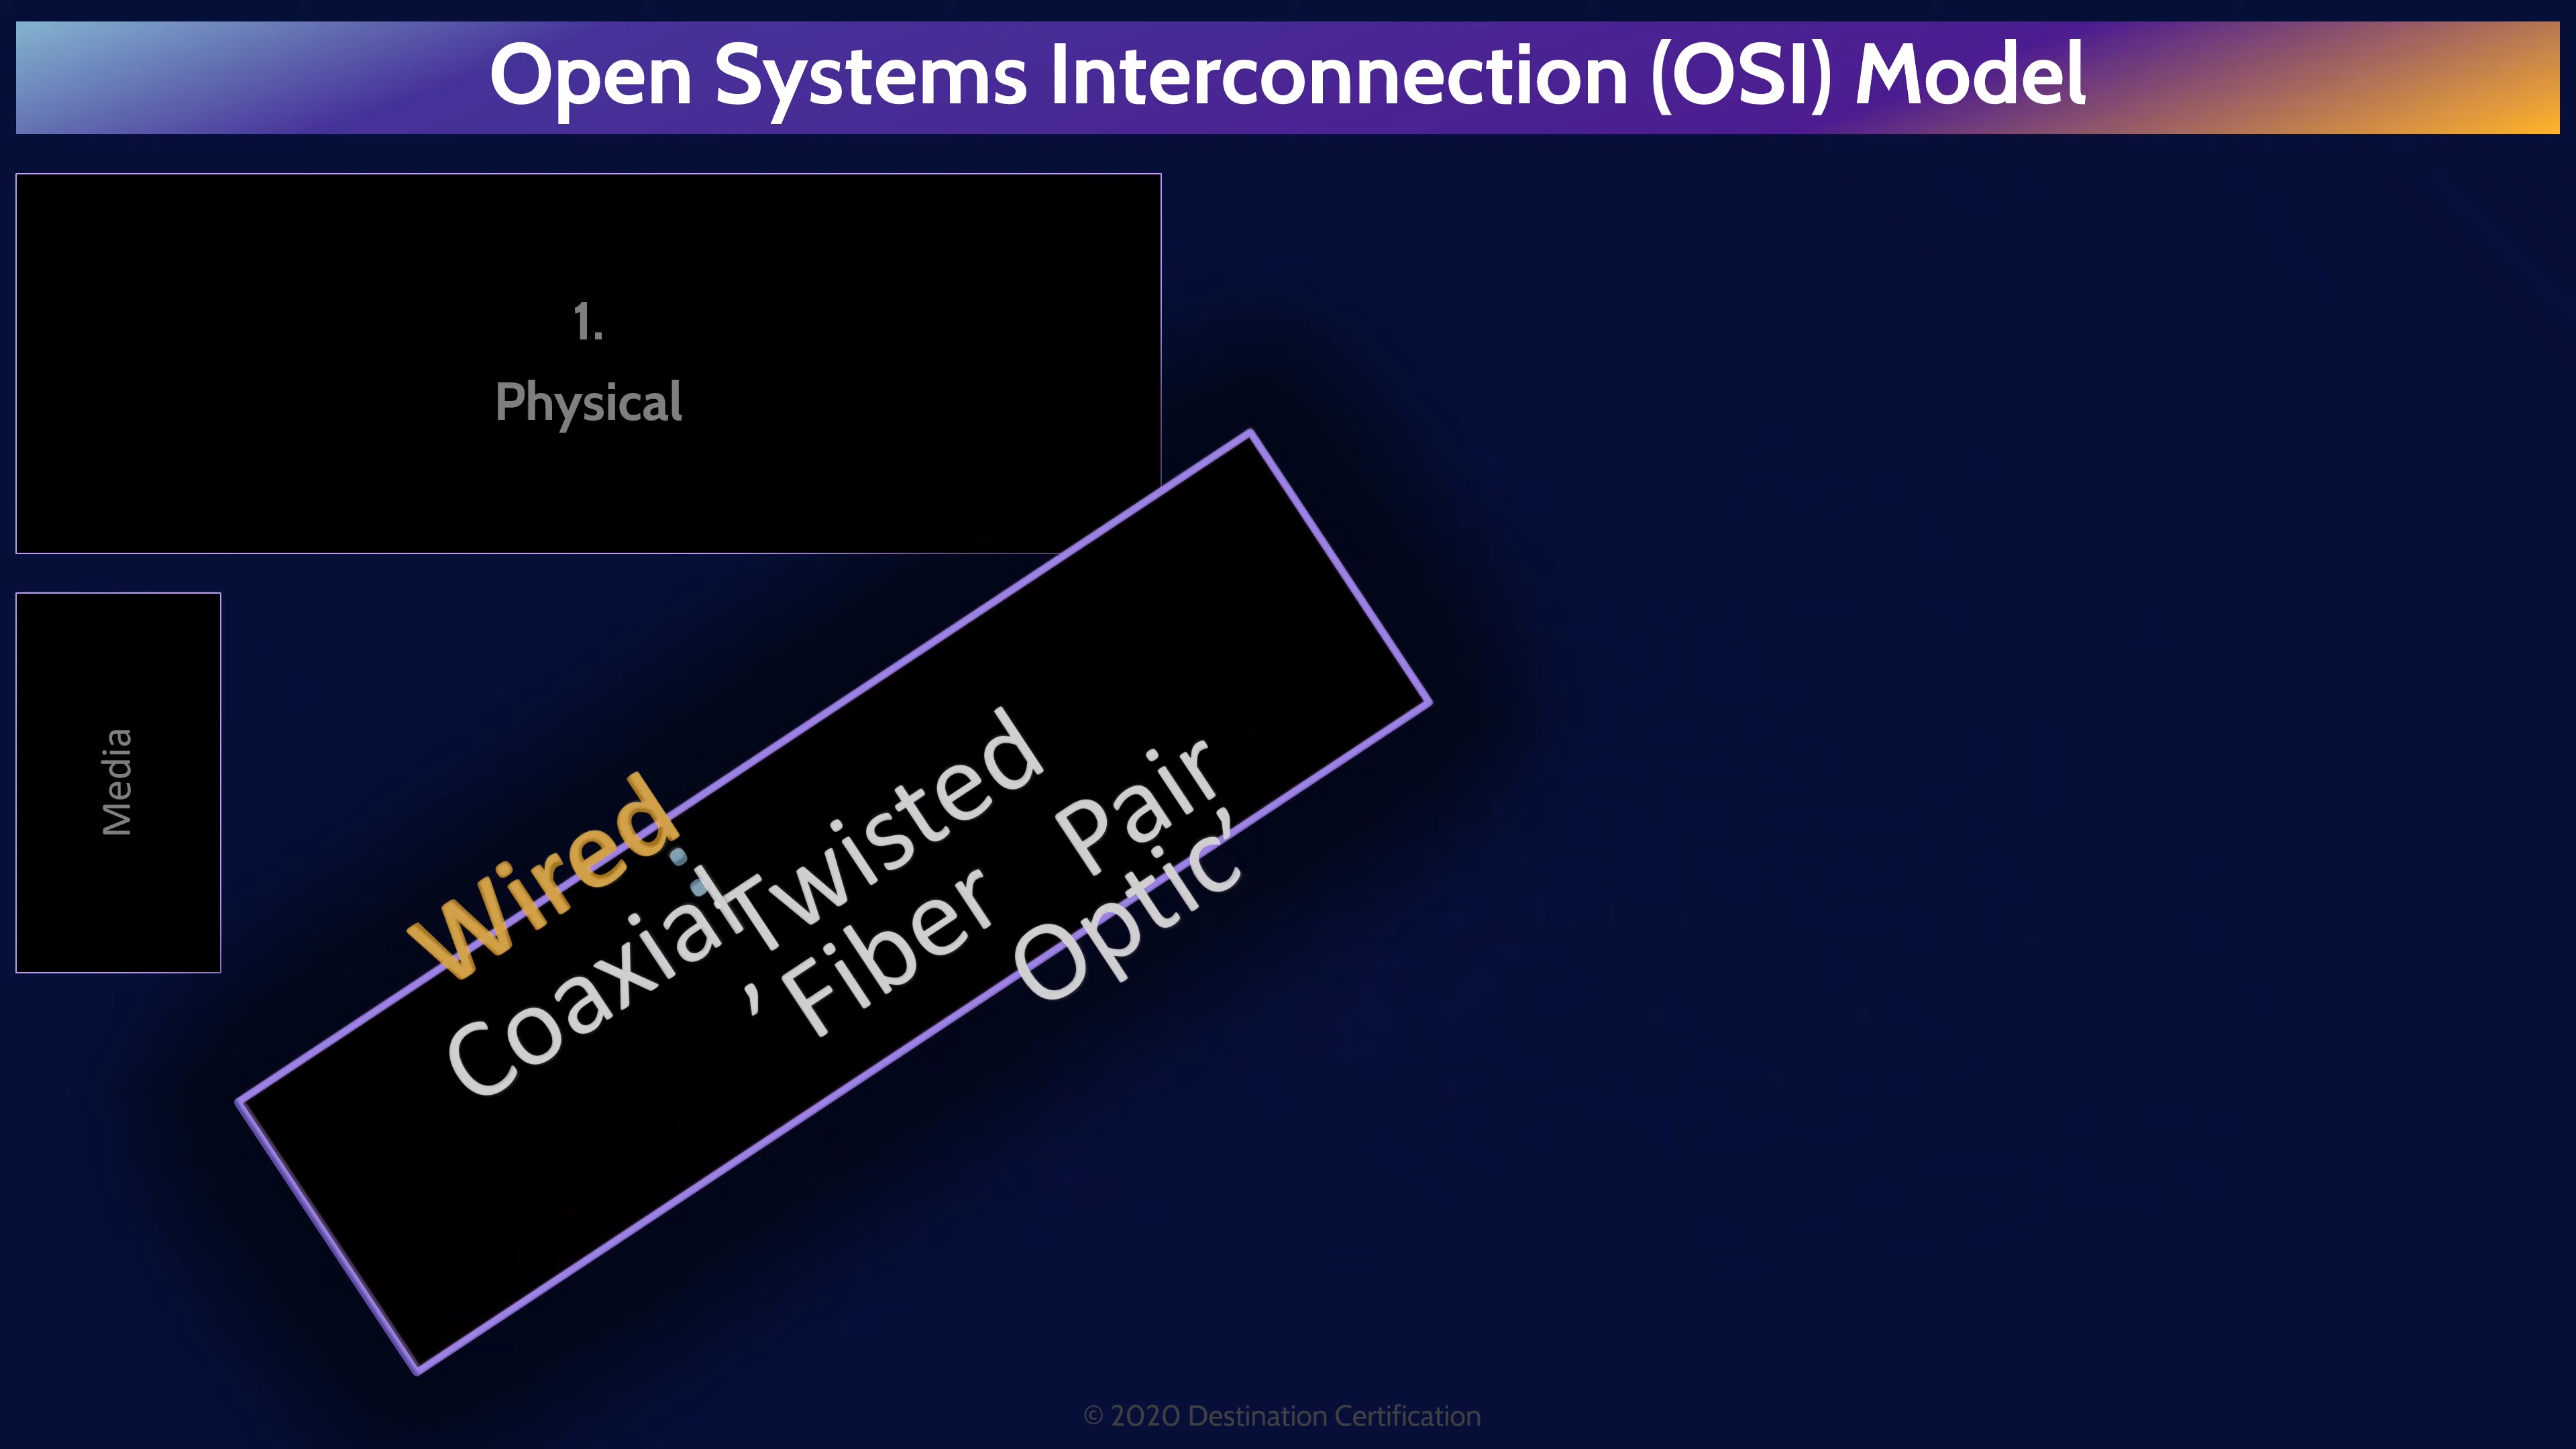 Open Systems Interconnection (OSI) Model
1.
Physical
Media
Wired:
Twisted Pair,
Coaxial, Fiber Optic
© 2020 Destination Certification